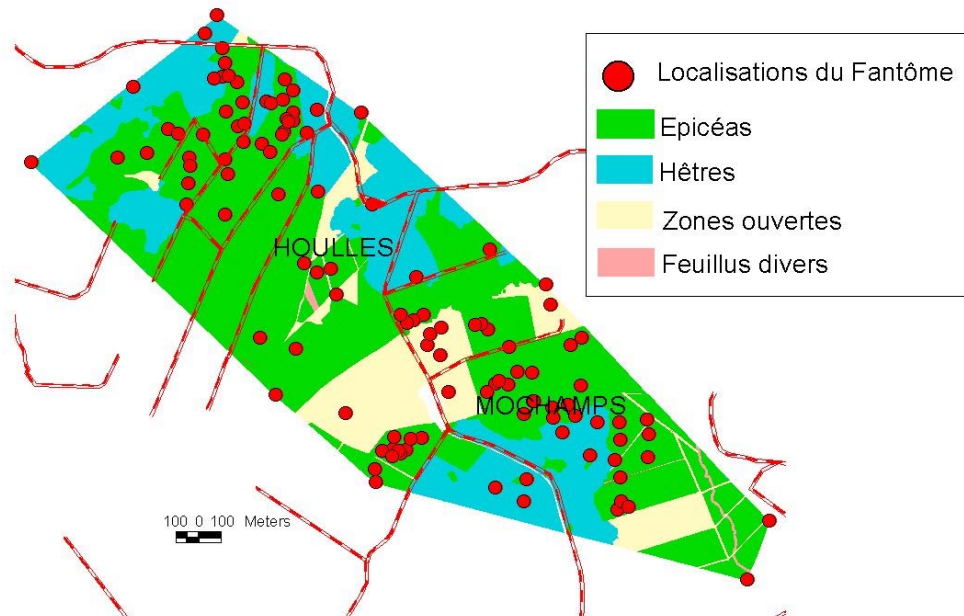 Localisations du Fantôme
Epicéas
Hêtres
Zones ouvertes
Feuillus divers
HOULLES
MOCHAMPS
100 0 100 Meters